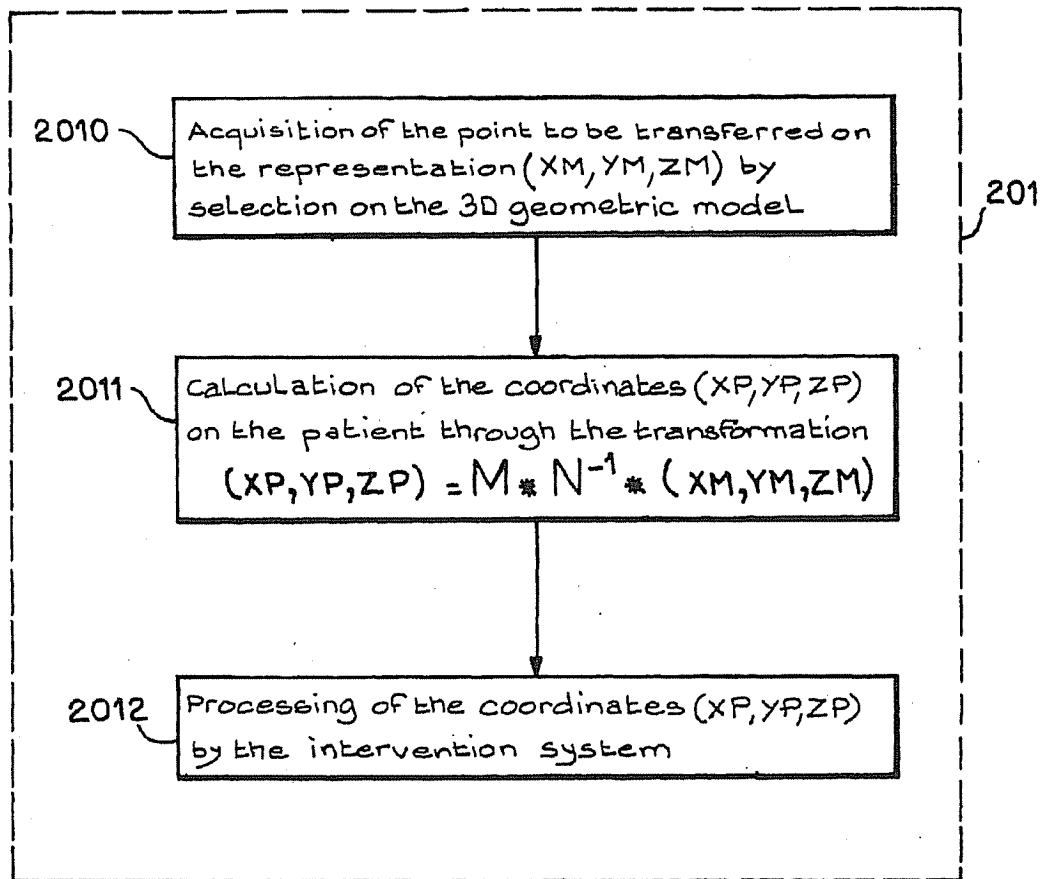 2010
Acquisition of the point to be transferred on
the representation (XM, YM, ZM) by
selection on the 3D geometric model
201
2011
Calculation of the coordinates (XP, YP, ZP)
on the patient through the transformation
(XP, YP, ZP) = M * N⁻¹ * (XM, YM, ZM)
2012
Processing of the coordinates (XP, YP, ZP)
by the intervention system